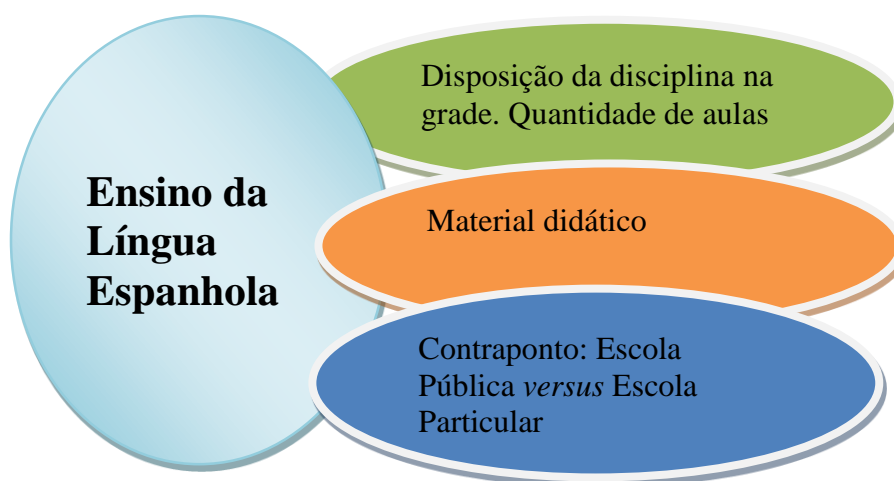 Ensino da
Língua
Espanhola
Disposição da disciplina na
grade. Quantidade de aulas
Material didático
Contraponto: Escola
Pública versus Escola
Particular